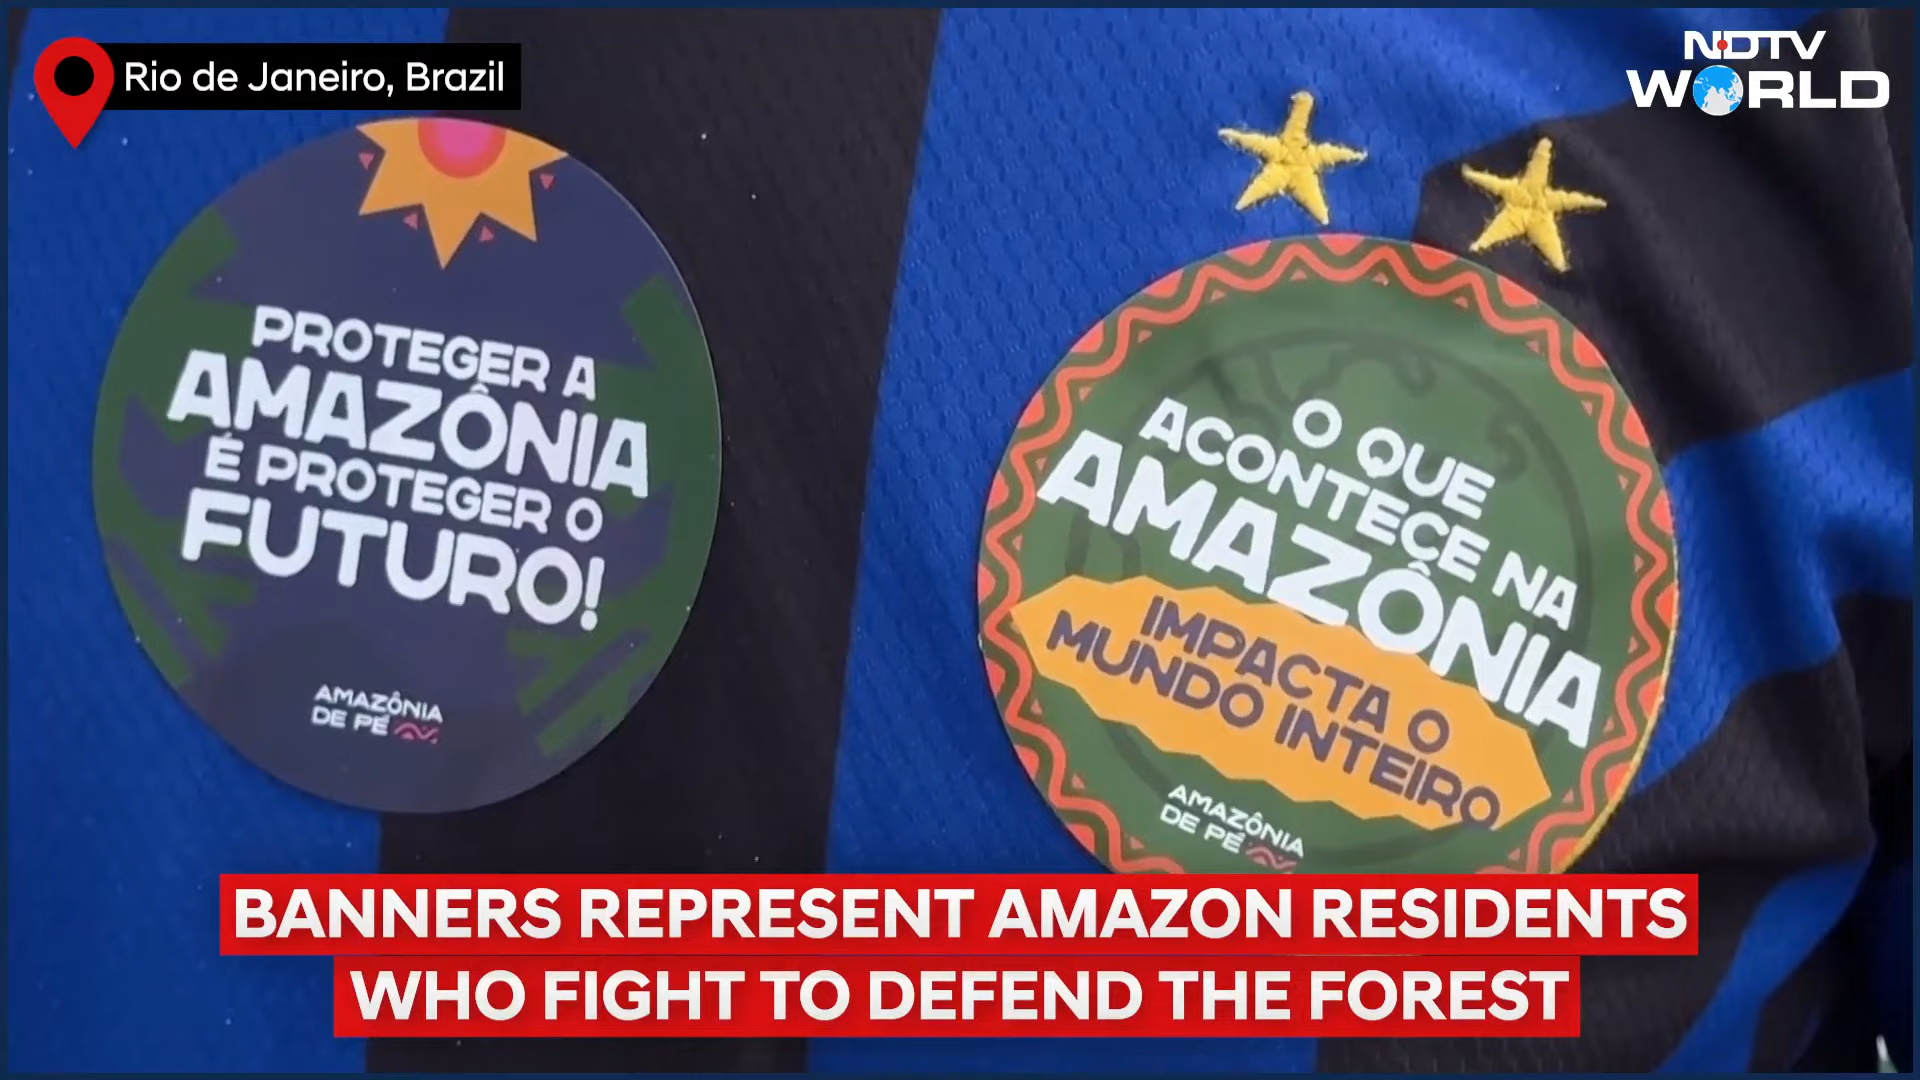 Rio de Janeiro, Brazil
NDTV
WORLD
PROTEGER A
AMAZÔNIA
É PROTEGER O
FUTURO!
AMAZÔNIA
DE PÉ
O QUE
ACONTECE NA
AMAZÔNIA
IMPACTA O
MUNDO INTEIRO
AMAZÔNIA
DE PÉ
BANNERS REPRESENT AMAZON RESIDENTS
WHO FIGHT TO DEFEND THE FOREST